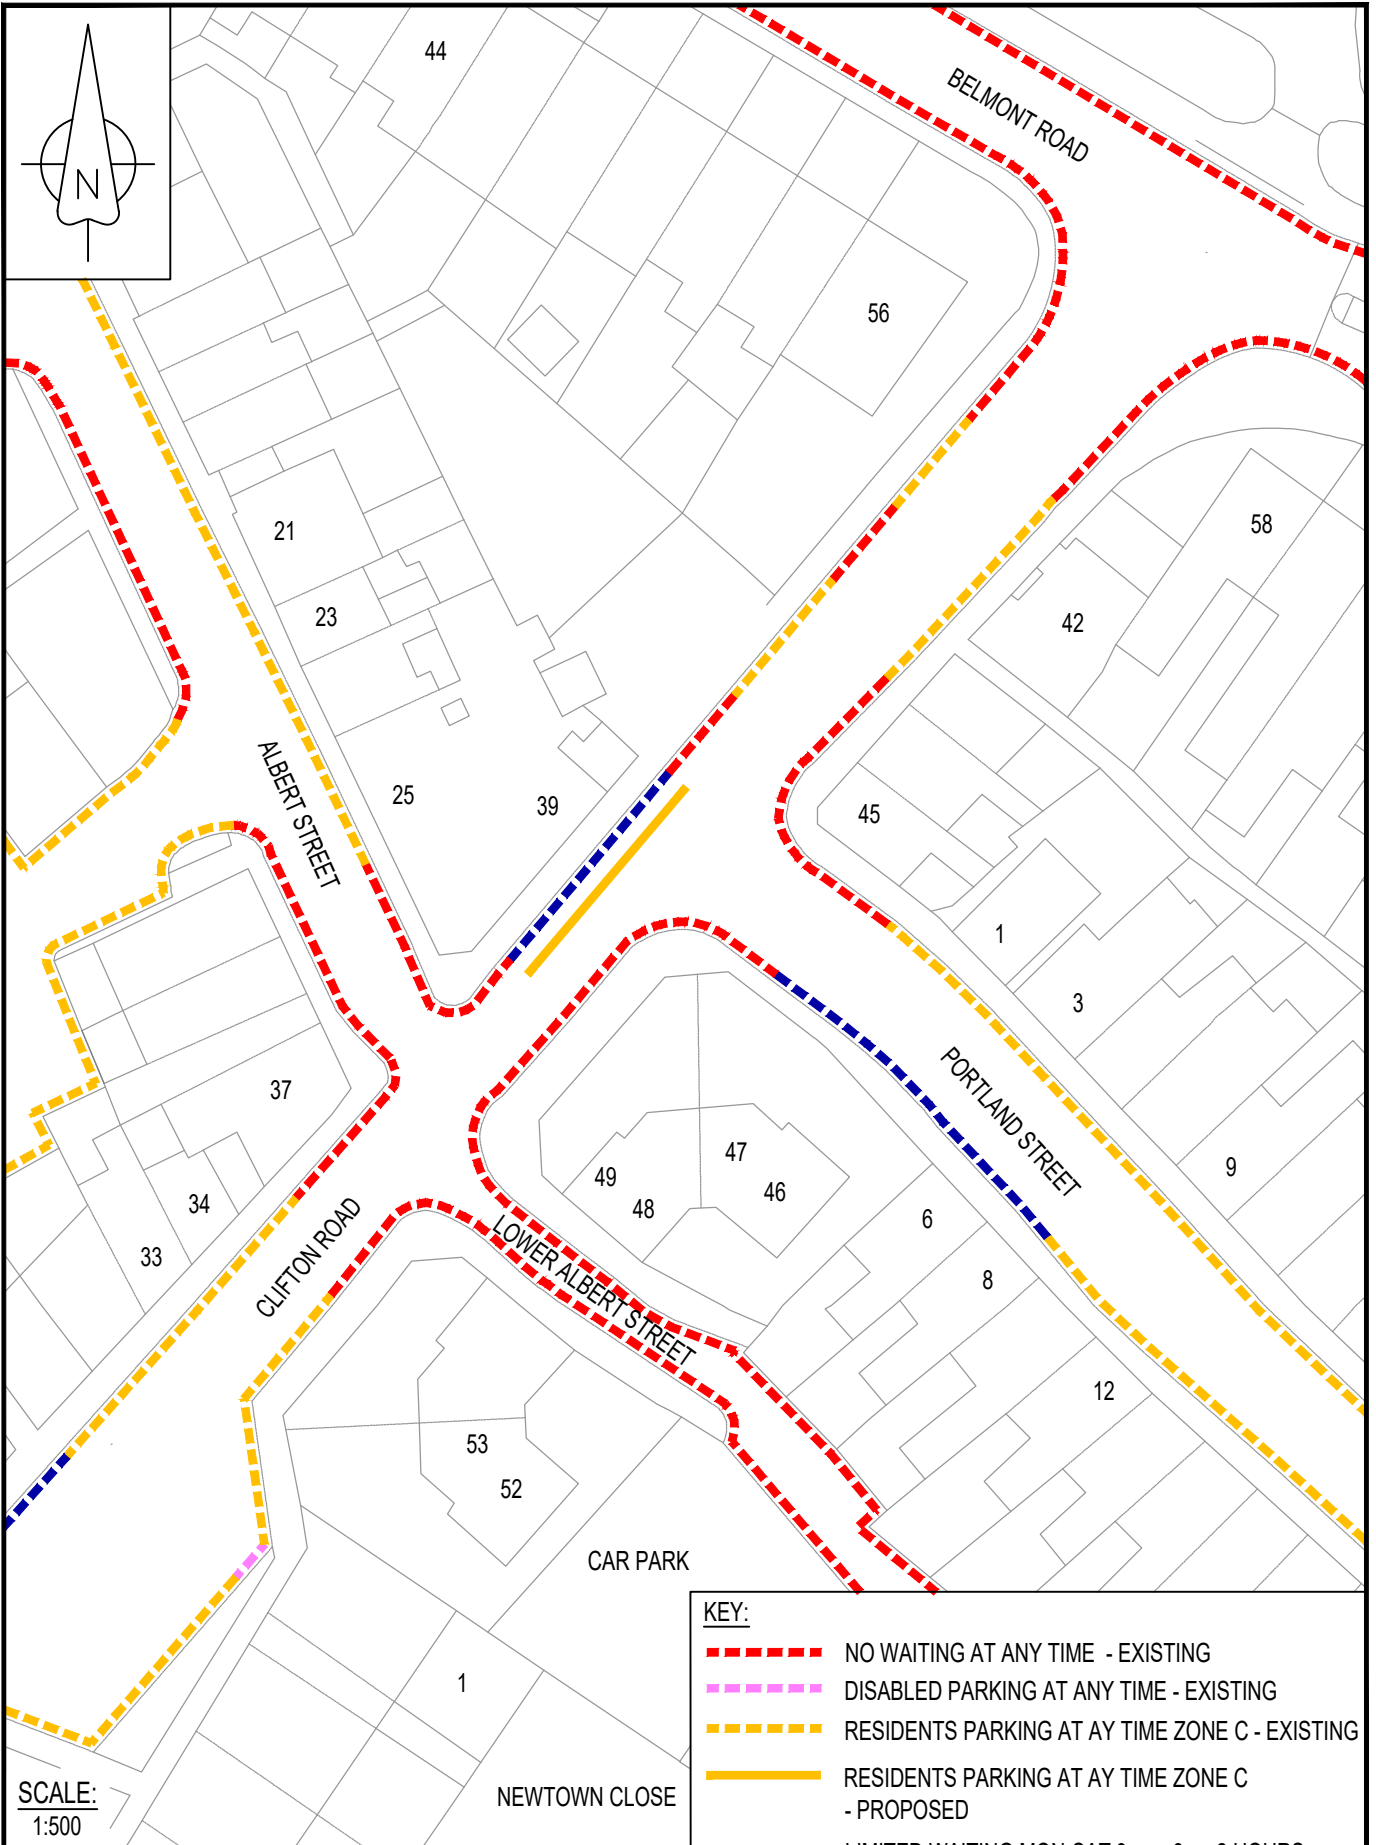 44
BELMONT ROAD
N
56
21
58
23
42
ALBERT STREET
25
39
45
1
3
37
PORTLAND STREET
47
9
49
46
34
48
6
33
CLIFTON ROAD
LOWER ALBERT STREET
8
12
53
52
CAR PARK
1
NEWTOWN CLOSE
SCALE:
1:500
KEY:
NO WAITING AT ANY TIME - EXISTING
DISABLED PARKING AT ANY TIME - EXISTING
RESIDENTS PARKING AT AY TIME ZONE C - EXISTING
RESIDENTS PARKING AT AY TIME ZONE C
- PROPOSED